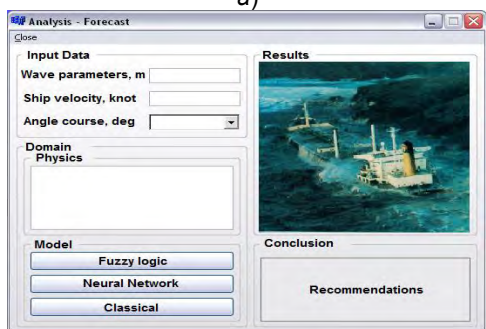 a)
Analysis - Forecast
Close
Input Data
Wave parameters, m
Ship velocity, knot
Angle course, deg
Domain
Physics
Model
Fuzzy logic
Neural Network
Classical
Results
Conclusion
Recommendations